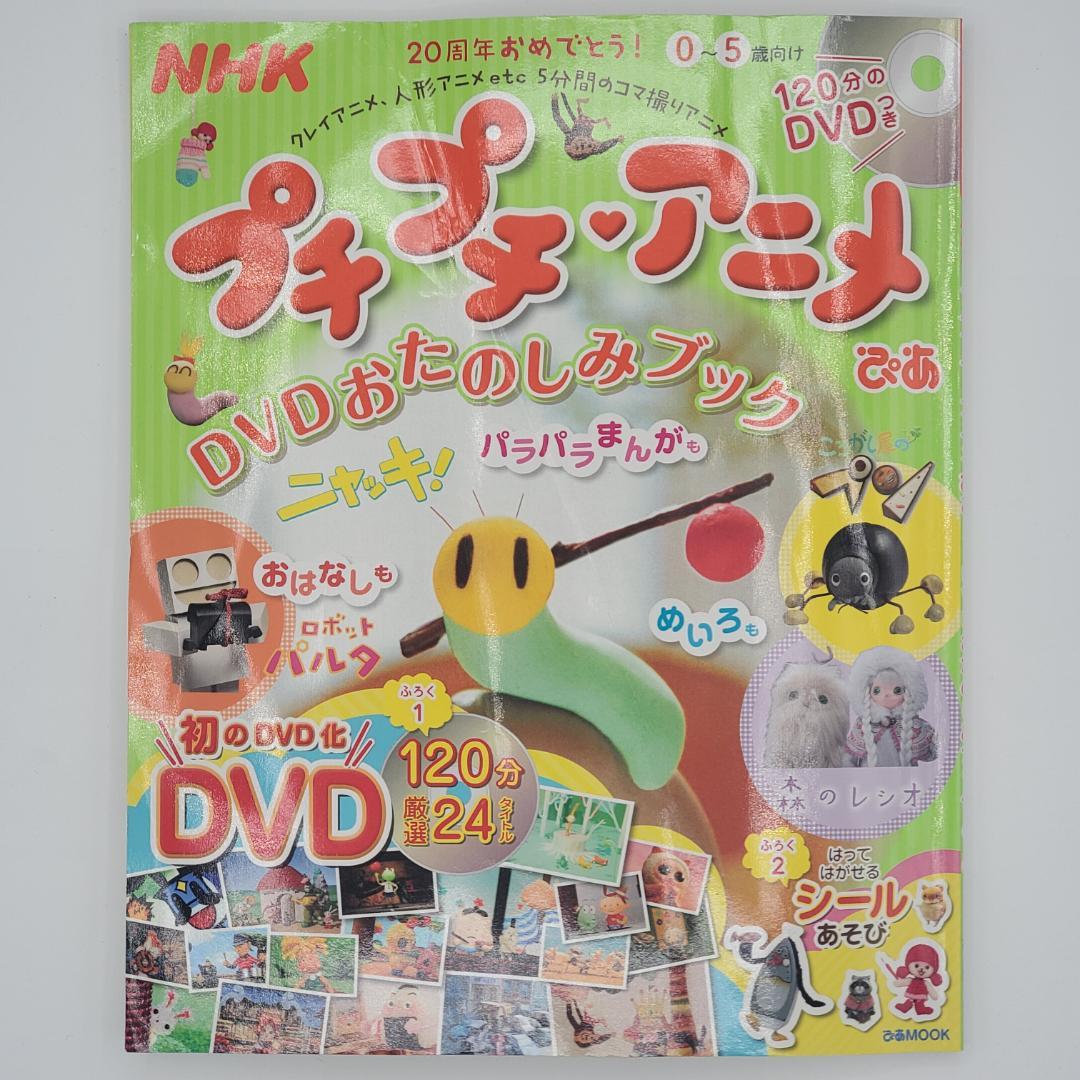 NHK
20周年おめでとう! 0~5歳向け
クレイアニメ、人形アニメetc 5分間のコマ撮りアニメ
120分の
DVDつき
プチプチ・アニメ
DVDおたのしみブック
ぴあ
ニャッキ!
パラパラまんがも
ころがし屋の
プン
おはなしも
ロボット
パルタ
めいろも
森のレシオ
初のDVD化
DVD
ふろく
1
120分
厳選24タイトル
ふろく
2
はって
はがせる
シール
あそび
ぴあMOOK